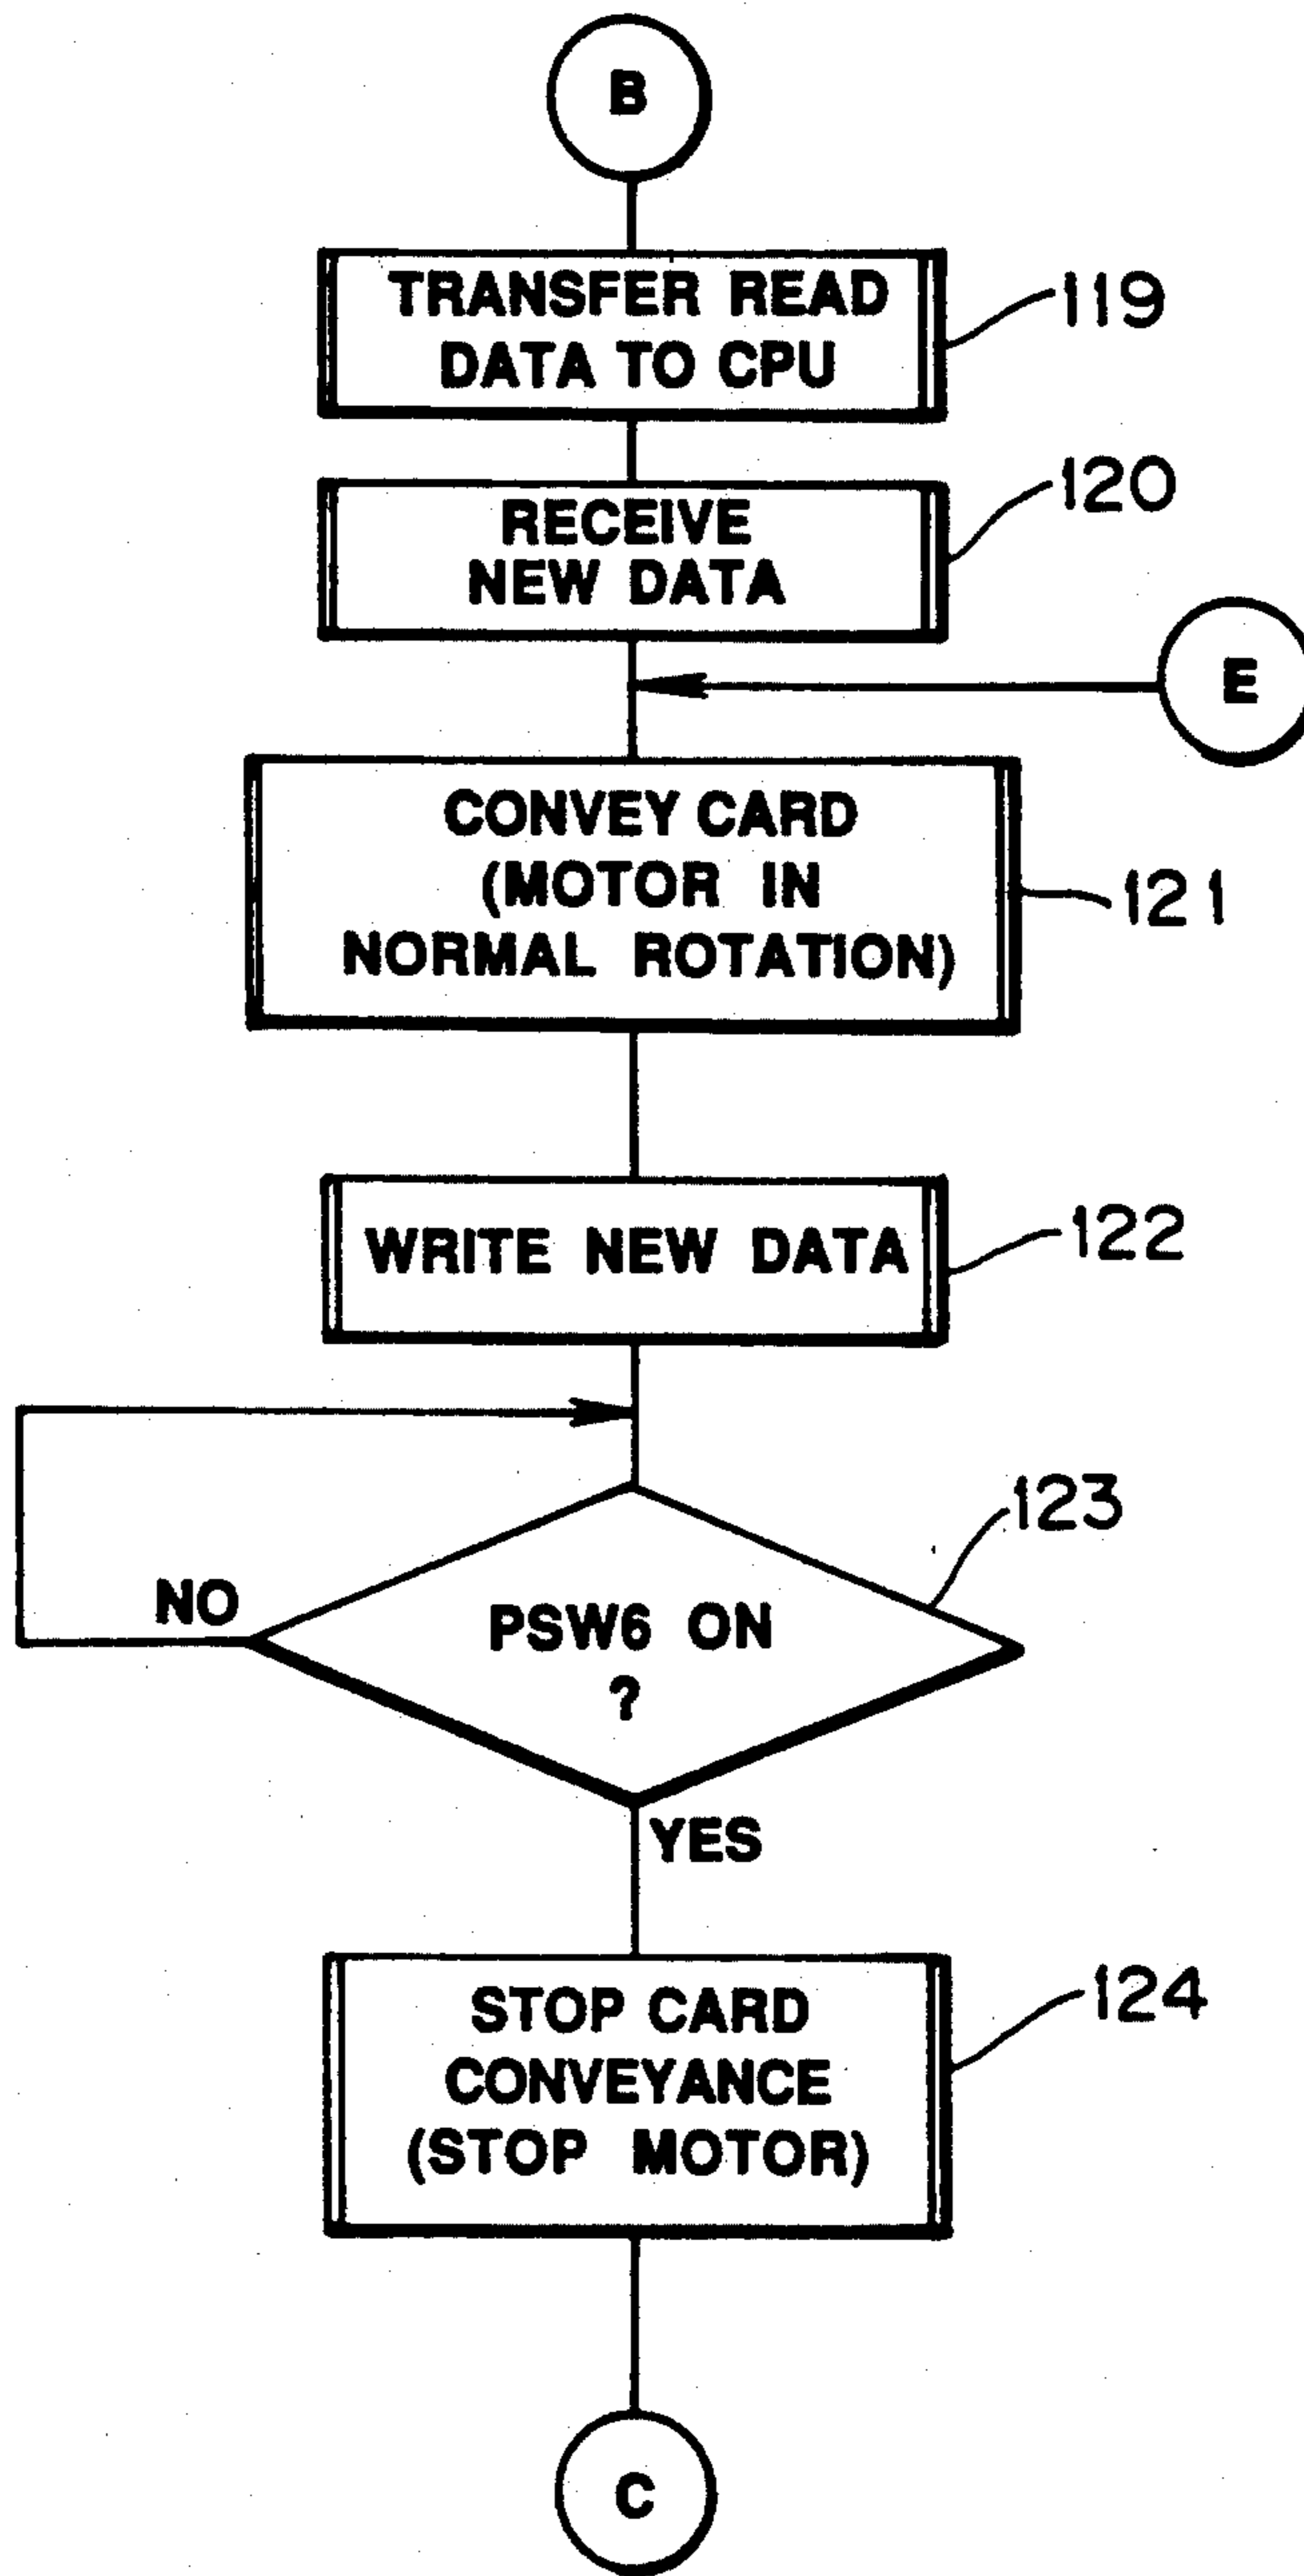 B
TRANSFER READ
DATA TO CPU
119
RECEIVE
NEW DATA
120
E
CONVEY CARD
(MOTOR IN
NORMAL ROTATION)
121
WRITE NEW DATA
122
123
NO
PSW6 ON
?
YES
STOP CARD
CONVEYANCE
(STOP MOTOR)
124
C